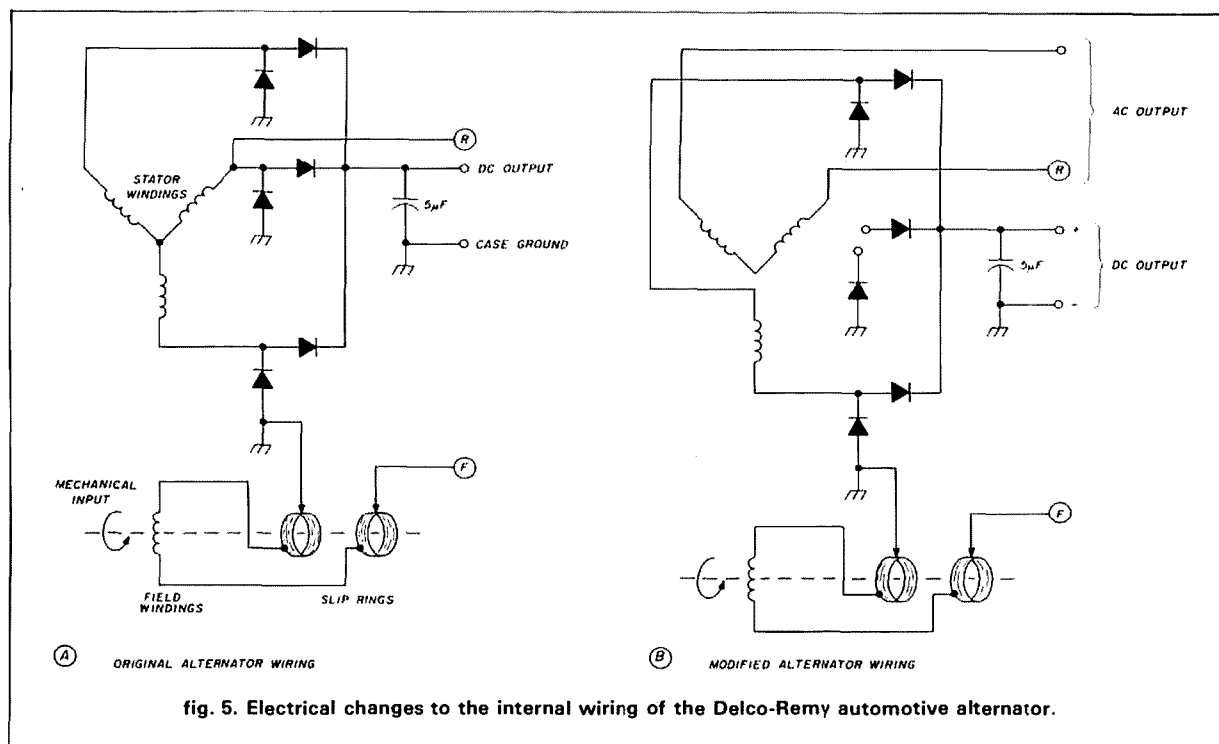 STATOR
WINDINGS
R
DC OUTPUT
5µF
CASE GROUND
F
MECHANICAL
INPUT
FIELD
WINDINGS
SLIP RINGS
A ORIGINAL ALTERNATOR WIRING
AC OUTPUT
R
+
5µF
DC OUTPUT
-
F
B MODIFIED ALTERNATOR WIRING
fig. 5. Electrical changes to the internal wiring of the Delco-Remy automotive alternator.